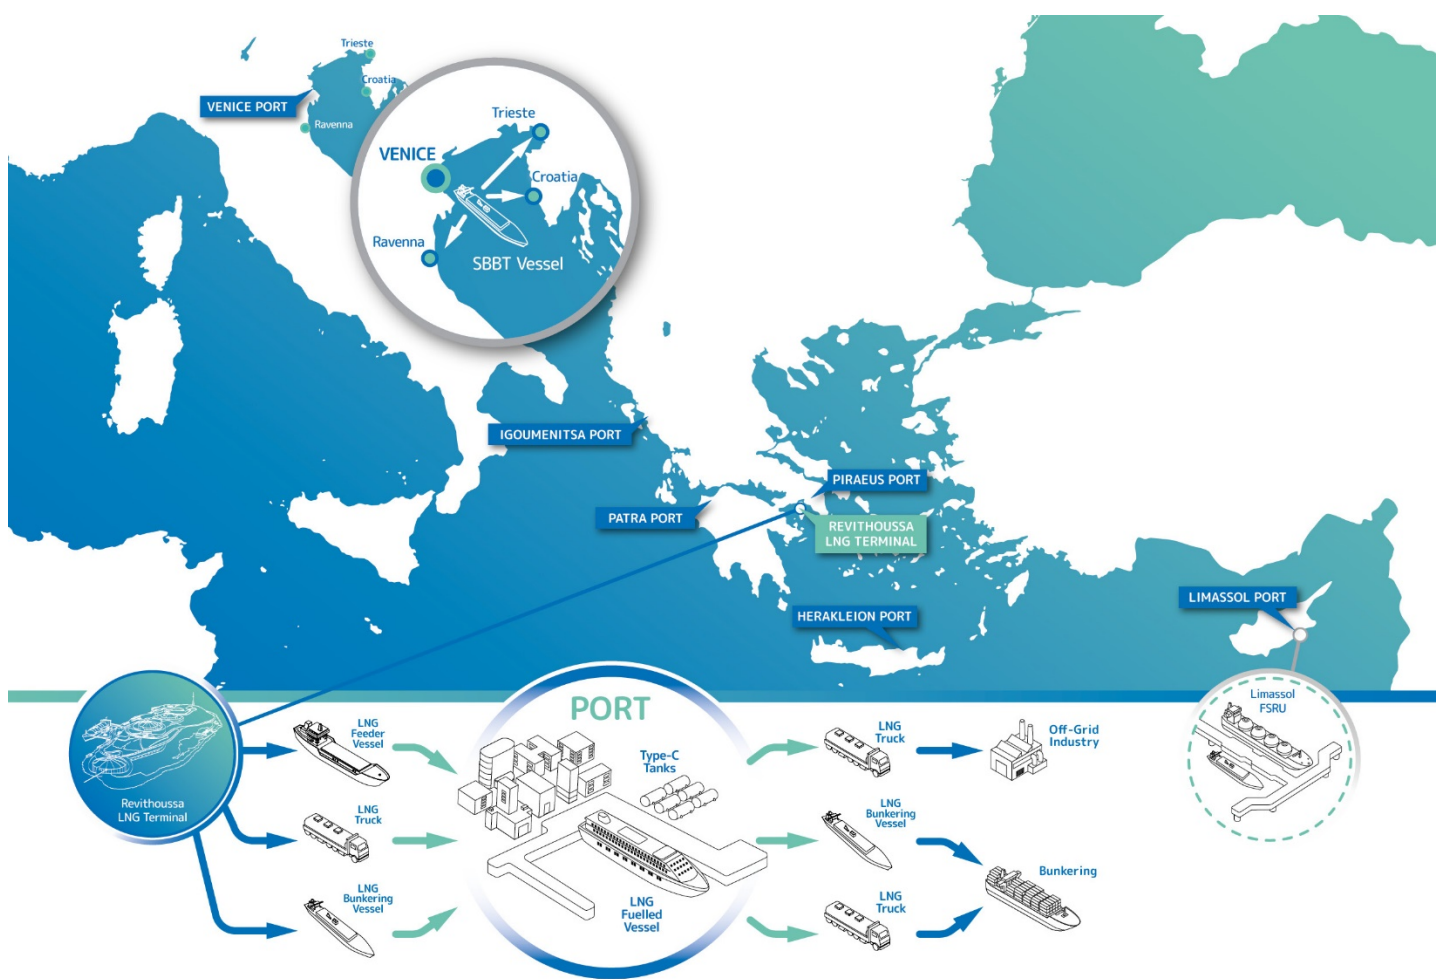 Trieste
Croatia
VENICE PORT
Ravenna
Trieste
VENICE
Croatia
Ravenna
SBBT Vessel
IGOUMENITSA PORT
PIRAEUS PORT
PATRA PORT
REVITHOUSSA
LNG TERMINAL
LIMASSOL PORT
HERAKLEION PORT
Limassol
FSRU
PORT
LNG
Feeder
Vessel
Type-C
Tanks
LNG
Truck
Off-Grid
Industry
Revithoussa
LNG Terminal
LNG
Truck
LNG
Bunkering
Vessel
Bunkering
LNG
Bunkering
Vessel
LNG
Fuelled
Vessel
LNG
Truck